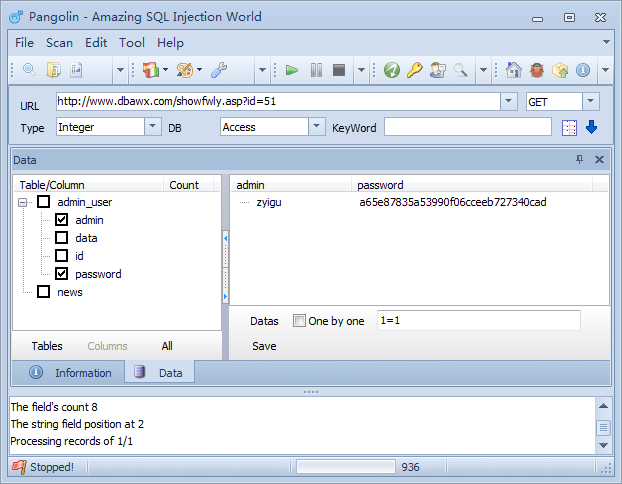 Pangolin - Amazing SQL Injection World
File Scan Edit Tool Help
URL http://www.dbawx.com/showfwly.asp?id=51 GET
Type Integer DB Access KeyWord
Data
Table/Column Count
admin_user
admin
data
id
password
news
admin password
zyigu a65e87835a53990f06cceeb727340cad
Datas One by one 1=1
Tables Columns All
Save
Information Data
The field's count 8
The string field position at 2
Processing records of 1/1
Stopped! 936